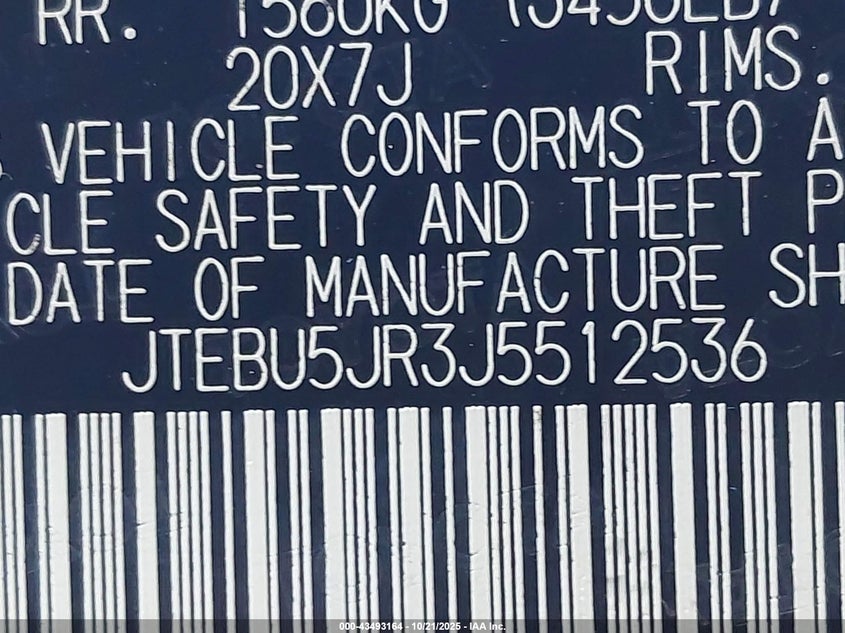 RR. 1560KG (3430LB)
20X7J RIMS.
VEHICLE CONFORMS TO A
CLE SAFETY AND THEFT P
DATE OF MANUFACTURE SH
JTEBU5JR3J5512536
000-43493164 - 10/21/2025 - IAA Inc.